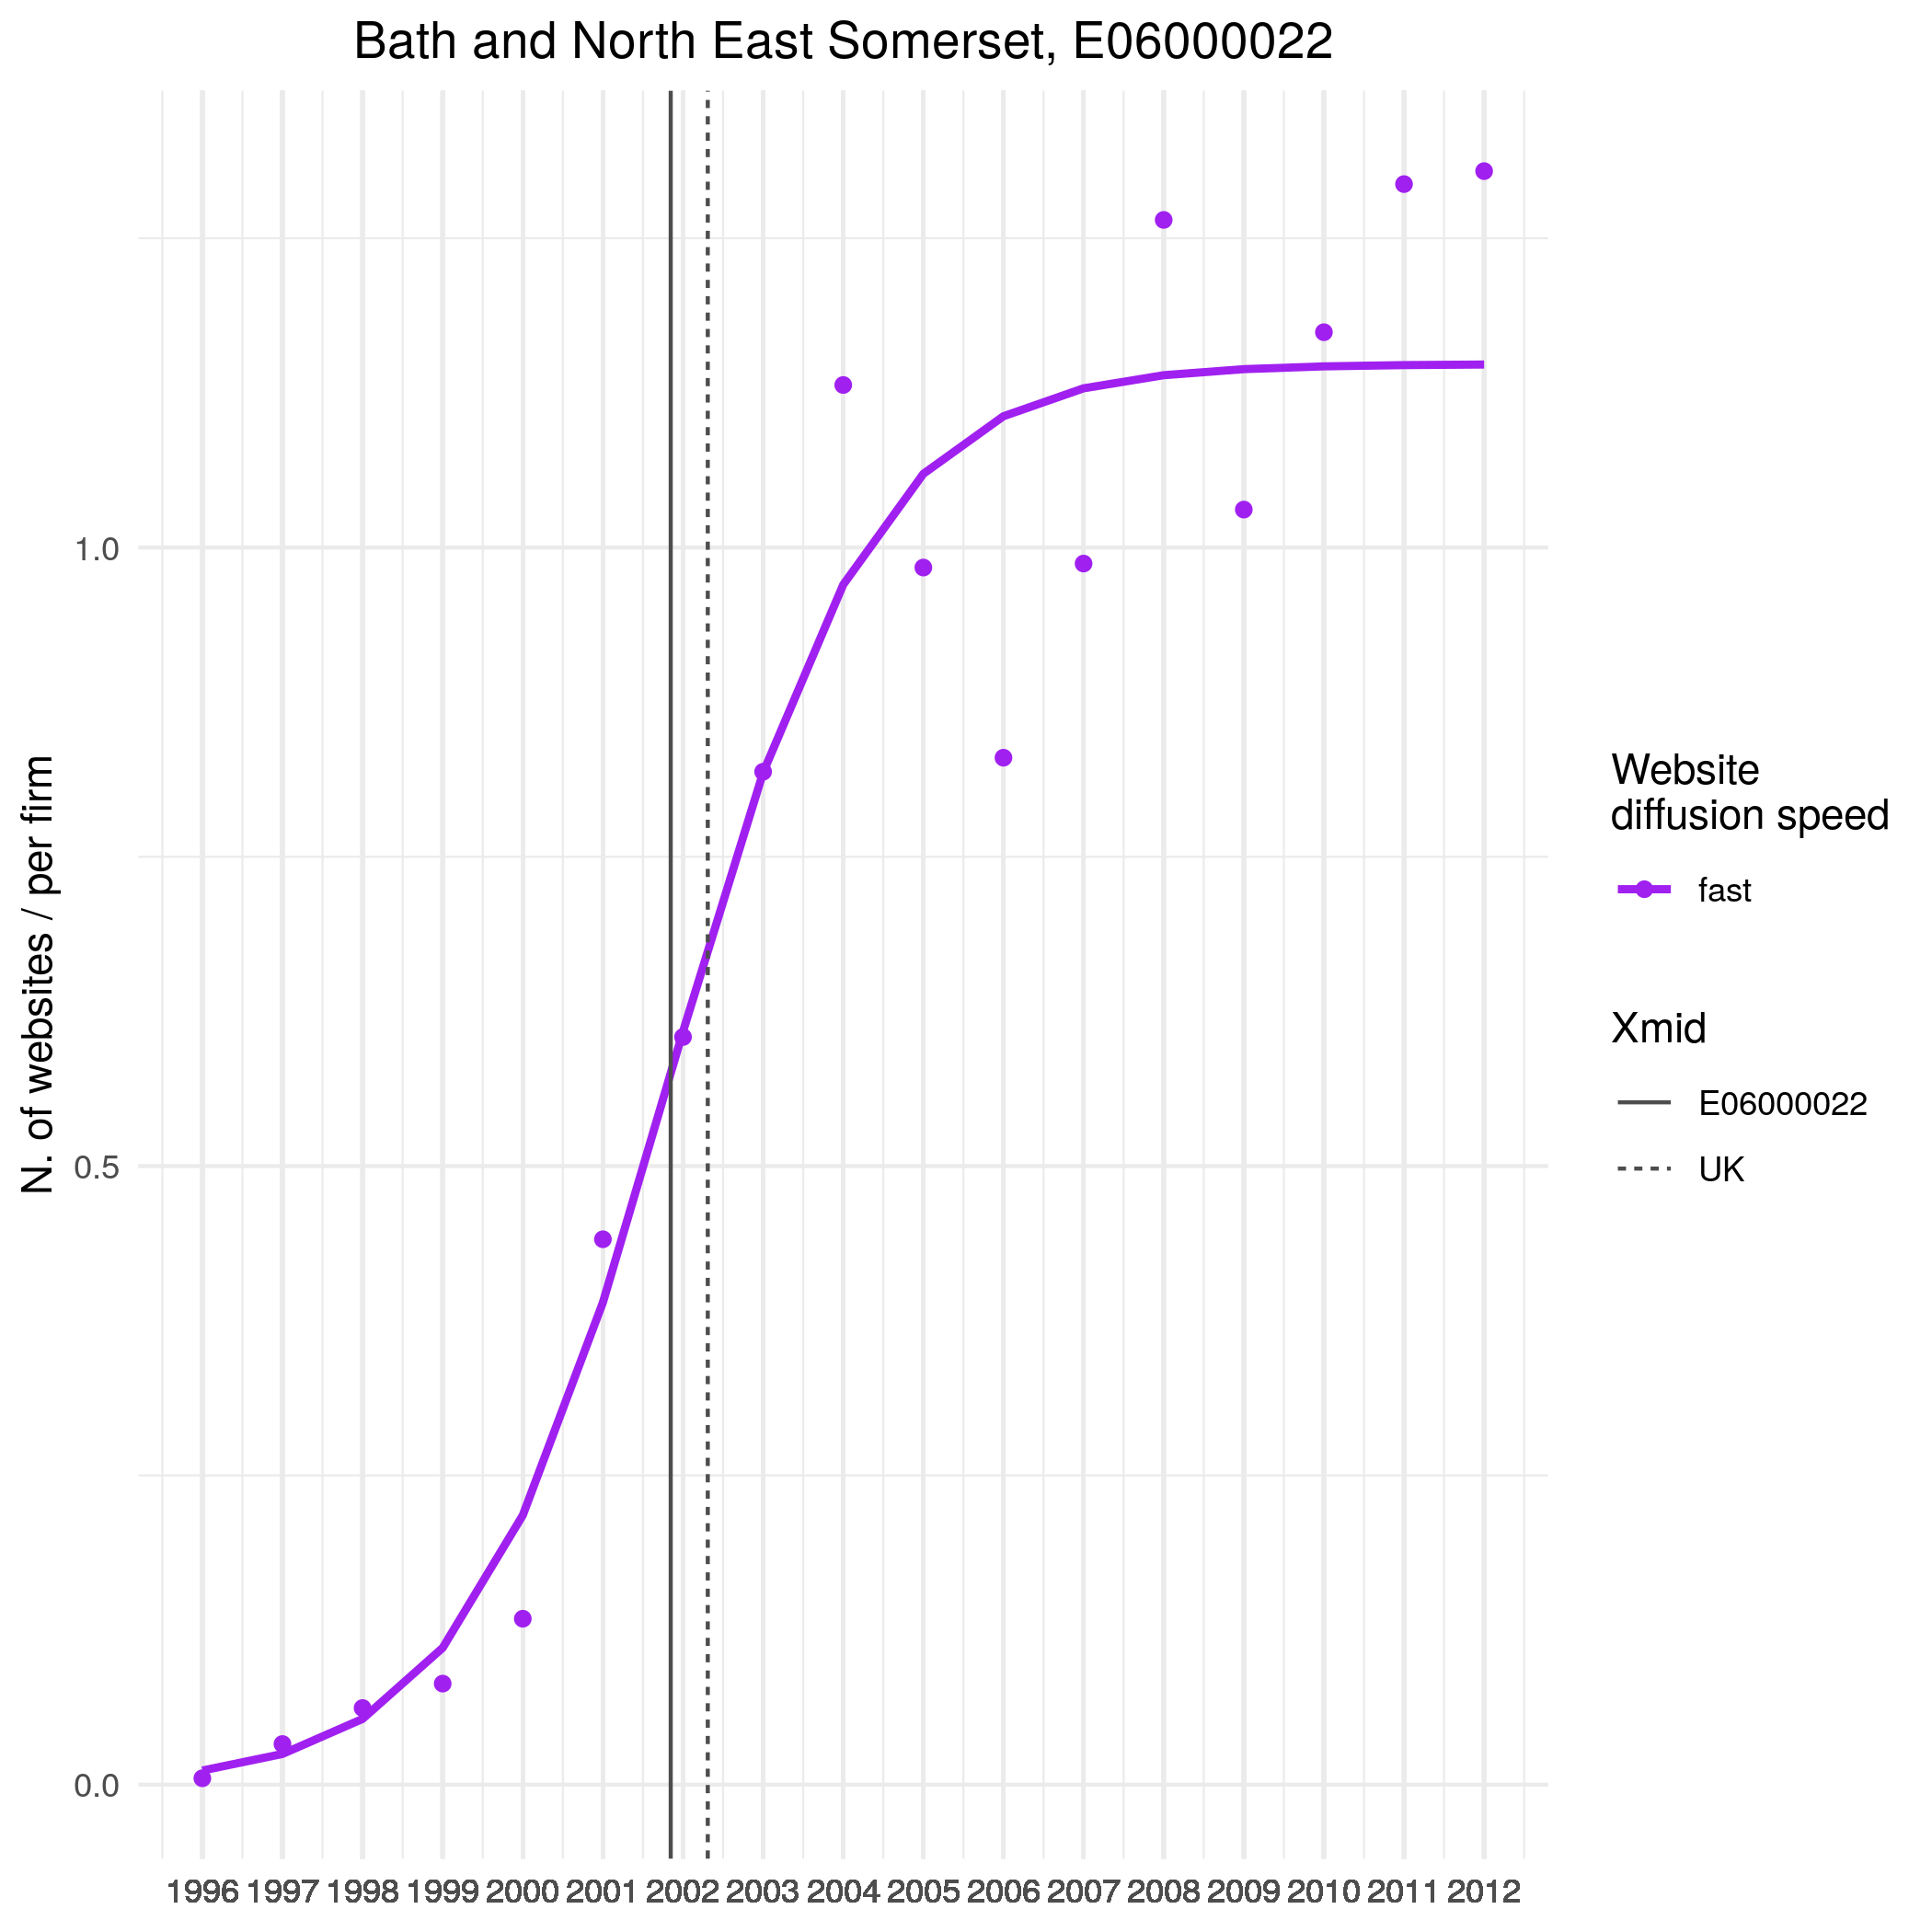 Bath and North East Somerset, E06000022
N. of websites / per firm
1.0
0.5
0.0
1996 1997 1998 1999 2000 2001 2002 2003 2004 2005 2006 2007 2008 2009 2010 2011 2012
Website
diffusion speed
fast
Xmid
E06000022
UK